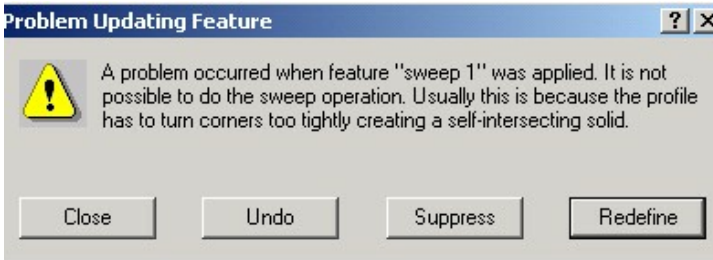 Problem Updating Feature
A problem occurred when feature "sweep 1" was applied. It is not
possible to do the sweep operation. Usually this is because the profile
has to turn corners too tightly creating a self-intersecting solid.
Close Undo Suppress Redefine